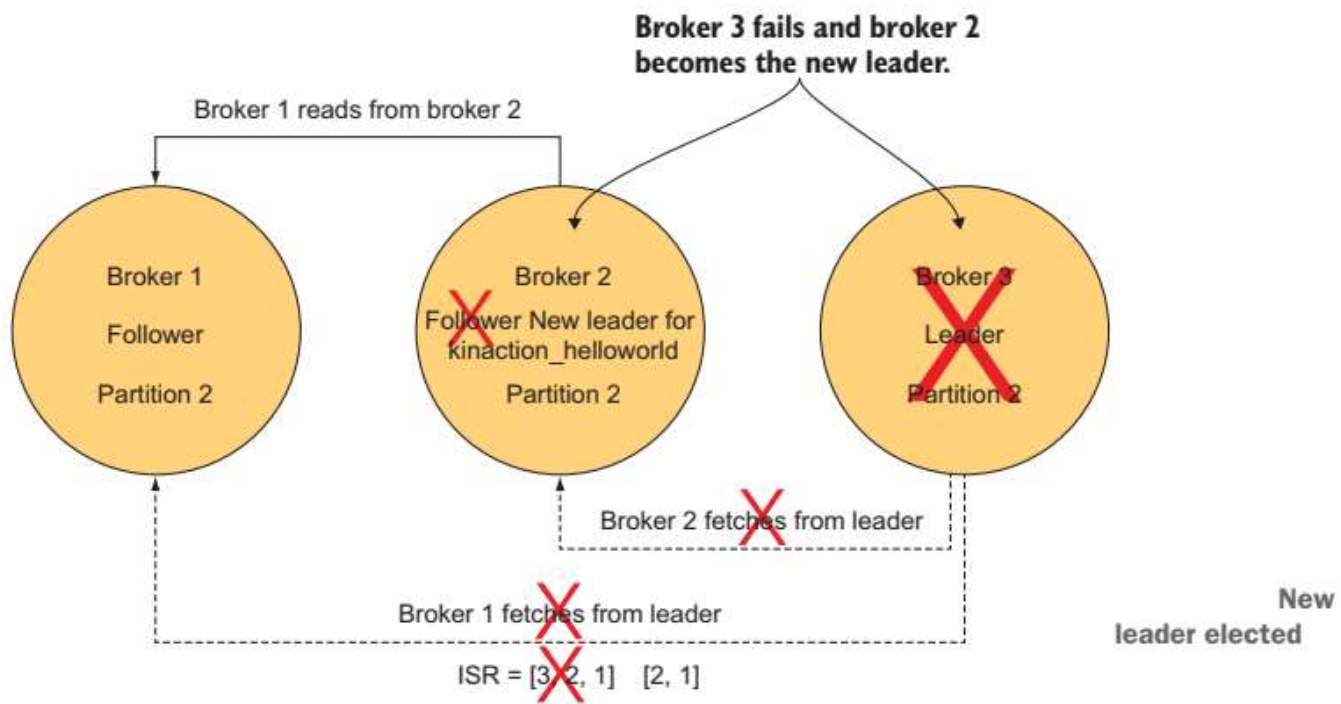 Broker 3 fails and broker 2
becomes the new leader.
Broker 1 reads from broker 2
Broker 1
Follower
Partition 2
Broker 2
Follower New leader for
kinaction_helloworld
Partition 2
Broker 3
Leader
Partition 2
Broker 2 fetches from leader
Broker 1 fetches from leader
ISR = [3, 2, 1] [2, 1]
New
leader elected